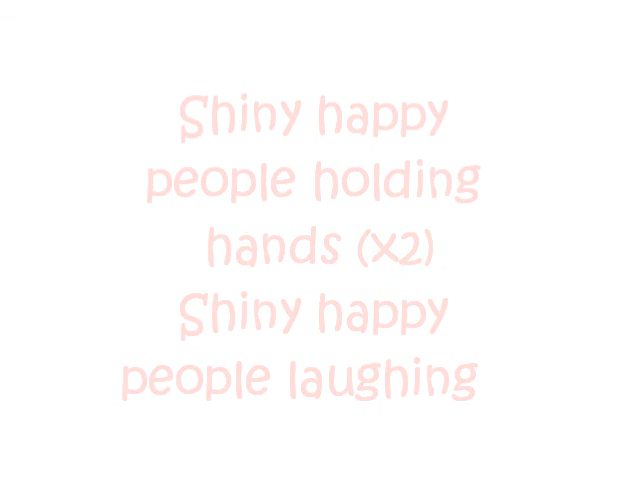 Shiny happy
people holding
hands (x2)
Shiny happy
people laughing